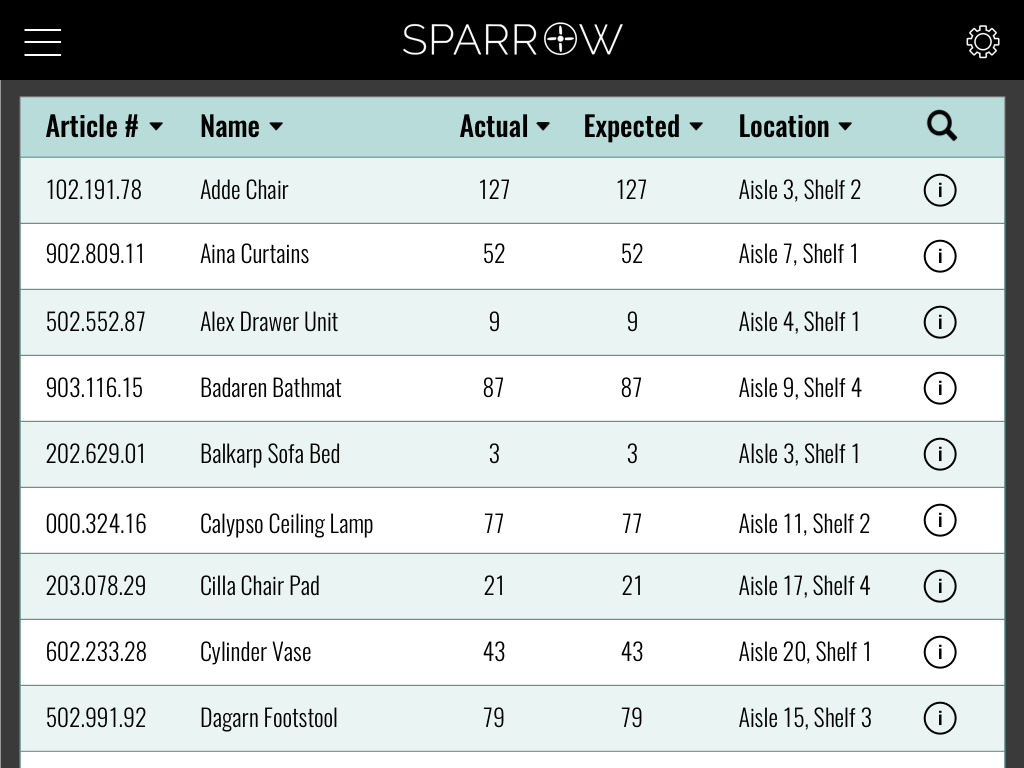 SPARROW
Article # Name Actual Expected Location
102.191.78 Adde Chair 127 127 Aisle 3, Shelf 2 i
902.809.11 Aina Curtains 52 52 Aisle 7, Shelf 1 i
502.552.87 Alex Drawer Unit 9 9 Aisle 4, Shelf 1 i
903.116.15 Badaren Bathmat 87 87 Aisle 9, Shelf 4 i
202.629.01 Balkarp Sofa Bed 3 3 AIsle 3, Shelf 1 i
000.324.16 Calypso Ceiling Lamp 77 77 Aisle 11, Shelf 2 i
203.078.29 Cilla Chair Pad 21 21 Aisle 17, Shelf 4 i
602.233.28 Cylinder Vase 43 43 Aisle 20, Shelf 1 i
502.991.92 Dagarn Footstool 79 79 Aisle 15, Shelf 3 i